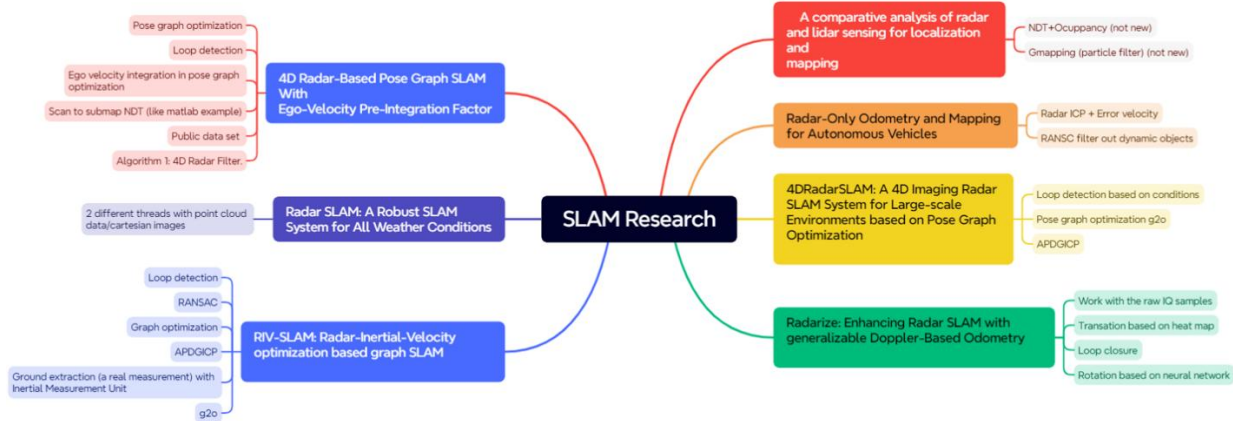 Pose graph optimization
Loop detection
Ego velocity integration in pose graph
optimization
Scan to submap NDT (like matlab example)
Public data set
Algorithm 1: 4D Radar Filter.
4D Radar-Based Pose Graph SLAM
With
Ego-Velocity Pre-Integration Factor
2 different threads with point cloud
data/cartesian images
Radar SLAM: A Robust SLAM
System for All Weather Conditions
Loop detection
RANSAC
Graph optimization
APDGICP
Ground extraction (a real measurement) with
Inertial Measurement Unit
g2o
RIV-SLAM: Radar-Inertial-Velocity
optimization based graph SLAM
SLAM Research
A comparative analysis of radar
and lidar sensing for localization
and
mapping
NDT+Ocuppancy (not new)
Gmapping (particle filter) (not new)
Radar-Only Odometry and Mapping
for Autonomous Vehicles
Radar ICP + Error velocity
RANSC filter out dynamic objects
4DRadarSLAM: A 4D Imaging Radar
SLAM System for Large-scale
Environments based on Pose Graph
Optimization
Loop detection based on conditions
Pose graph optimization g2o
APDGICP
Radarize: Enhancing Radar SLAM with
generalizable Doppler-Based Odometry
Work with the raw IQ samples
Transation based on heat map
Loop closure
Rotation based on neural network